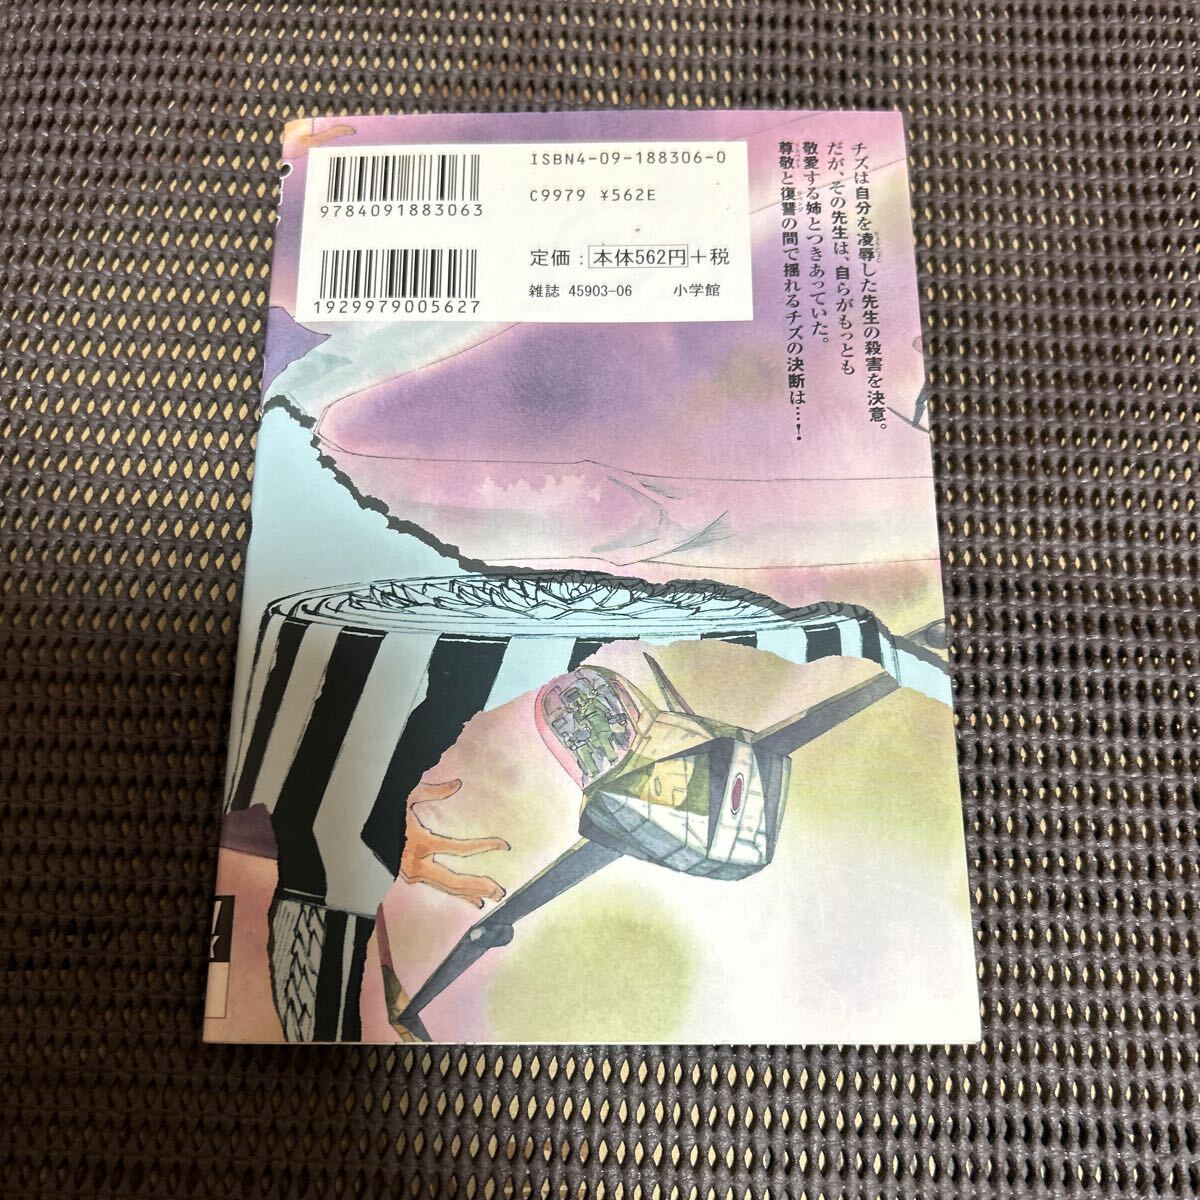 ISBN4-09-188306-0
C9979 ¥562E
9784091883063
定価：本体562円＋税
雑誌 45903-06 小学館
1929979005627
チズは自分を凌辱した先生の殺害を決意。
だが、その先生は、自らがもっとも
敬愛する姉とつきあっていた。
尊敬と復讐の間で揺れるチズの決断は…！